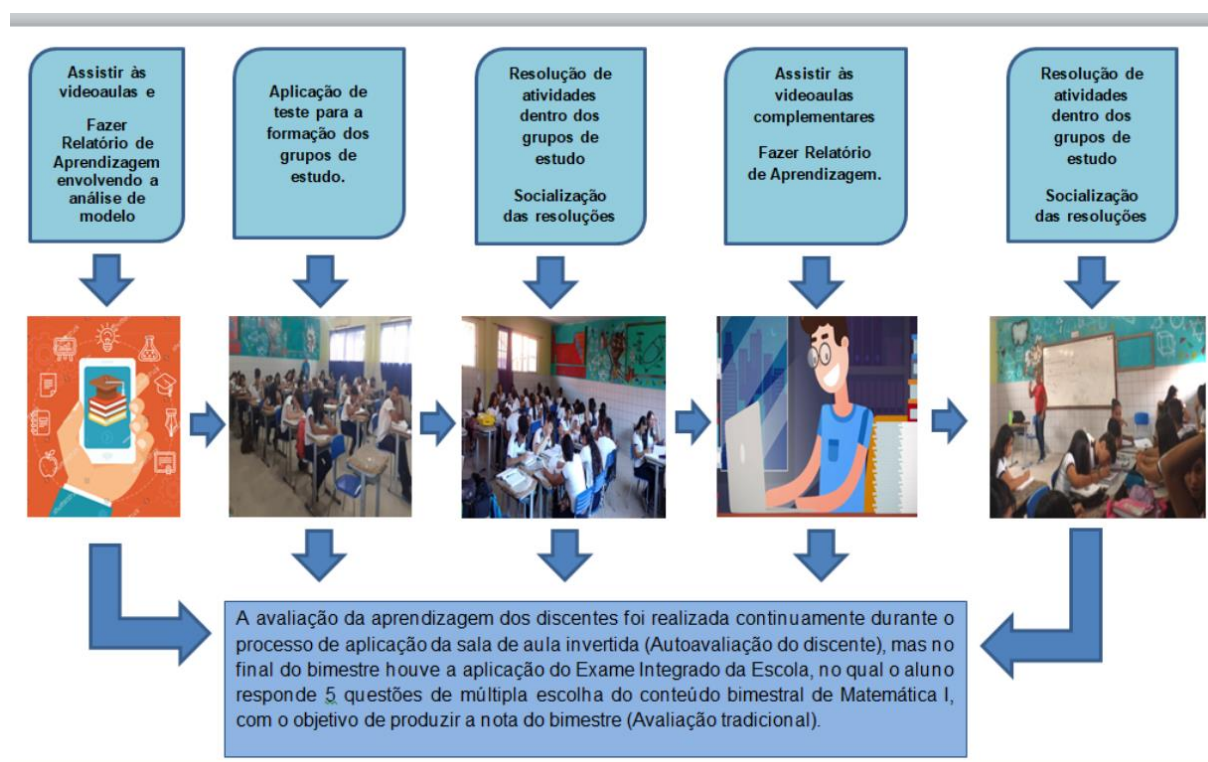 Assistir às
videoaulas e
Fazer
Relatório de
Aprendizagem
envolvendo a
análise de
modelo
Aplicação de
teste para a
formação dos
grupos de
estudo.
Resolução de
atividades
dentro dos
grupos de
estudo
Socialização
das resoluções
Assistir às
videoaulas
complementares
Fazer Relatório
de Aprendizagem.
Resolução de
atividades
dentro dos
grupos de
estudo
Socialização
das resoluções
A avaliação da aprendizagem dos discentes foi realizada continuamente durante o
processo de aplicação da sala de aula invertida (Autoavaliação do discente), mas no
final do bimestre houve a aplicação do Exame Integrado da Escola, no qual o aluno
responde 5 questões de múltipla escolha do conteúdo bimestral de Matemática I,
com o objetivo de produzir a nota do bimestre (Avaliação tradicional).